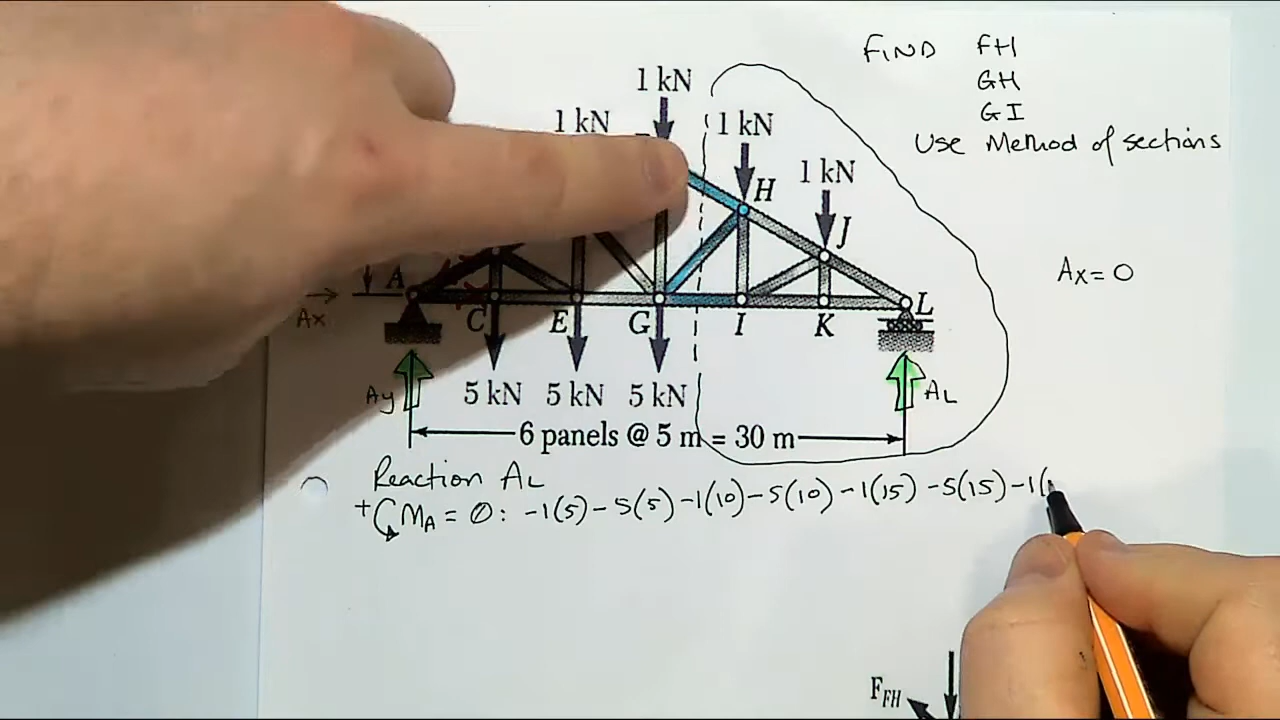 FIND FH
GH
GI
Use Method of sections
1 kN
1 kN
1 kN
1 kN
H
J
A
Ax
C
E
G
I
K
L
Ax = 0
Ay
AL
5 kN 5 kN 5 kN
6 panels @ 5 m = 30 m
Reaction AL
+ MA = 0: -1(5) - 5(5) -1(10) - 5(10) -1(15) -5(15) -1(
FFH